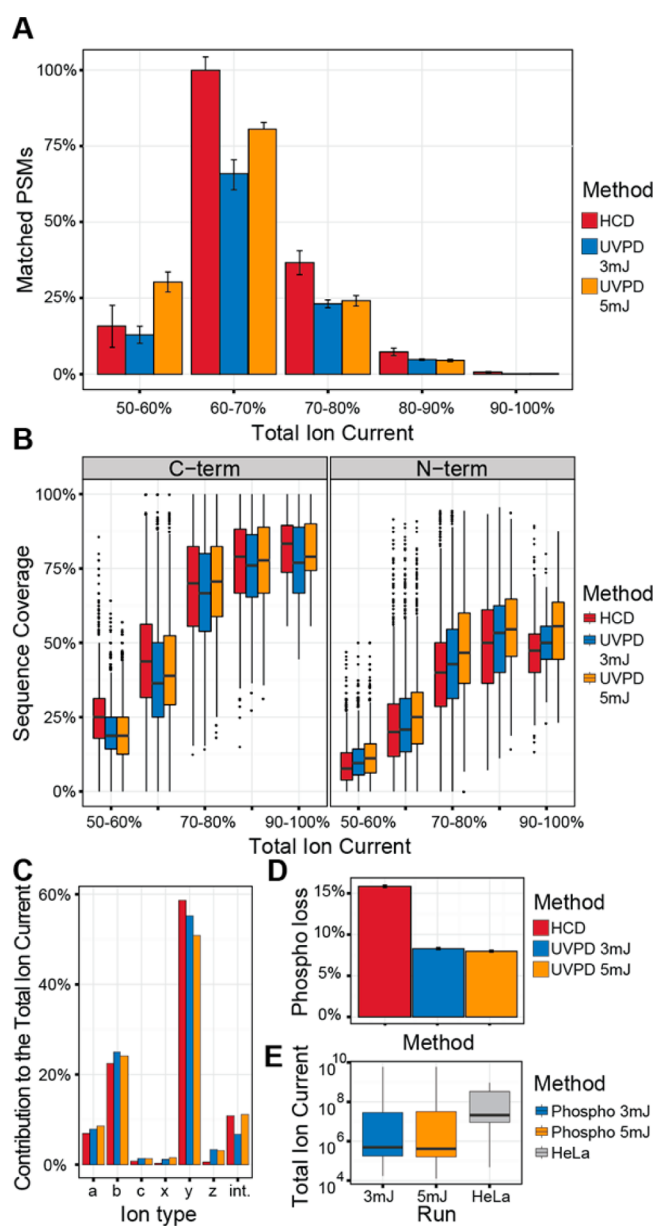 A
100%
75%
50%
25%
0%
Matched PSMs
50-60%
60-70%
70-80%
80-90%
90-100%
Total Ion Current
Method
HCD
UVPD
3mJ
UVPD
5mJ
B
C-term
N-term
100%
75%
50%
25%
0%
Sequence Coverage
50-60%
70-80%
90-100%
50-60%
70-80%
90-100%
Total Ion Current
Method
HCD
UVPD
3mJ
UVPD
5mJ
C
60%
40%
20%
0%
Contribution to the Total Ion Current
a
b
c
x
y
z
int.
Ion type
D
15%
10%
5%
0%
Phospho loss
Method
Method
HCD
UVPD 3mJ
UVPD 5mJ
E
10^10
10^8
10^6
10^4
Total Ion Current
3mJ
5mJ
HeLa
Run
Method
Phospho 3mJ
Phospho 5mJ
HeLa